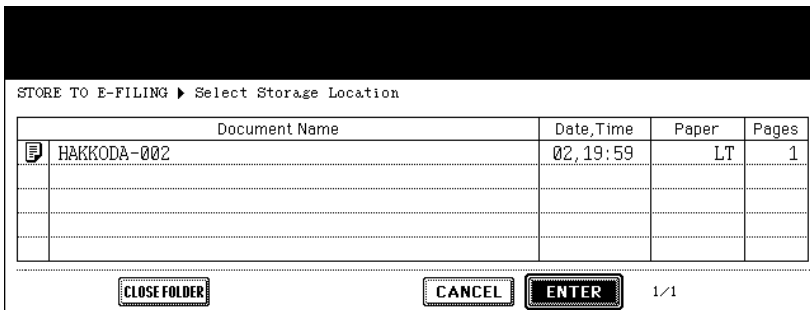 STORE TO E-FILING ▶ Select Storage Location
Document Name Date,Time Paper Pages
HAKKODA-002 02,19:59 LT 1
CLOSE FOLDER CANCEL ENTER 1/1